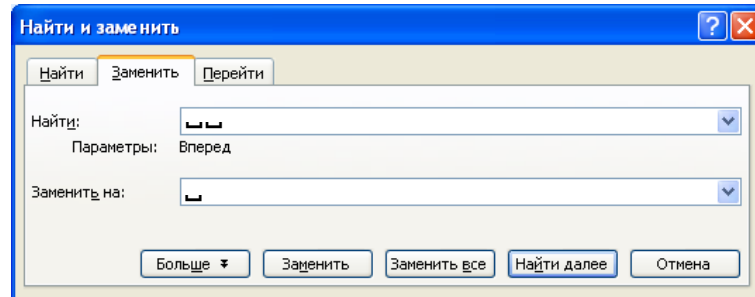 Найти и заменить
Найти Заменить Перейти
Найти: ␣␣
Параметры: Вперед
Заменить на: ␣
Больше Заменить Заменить все Найти далее Отмена